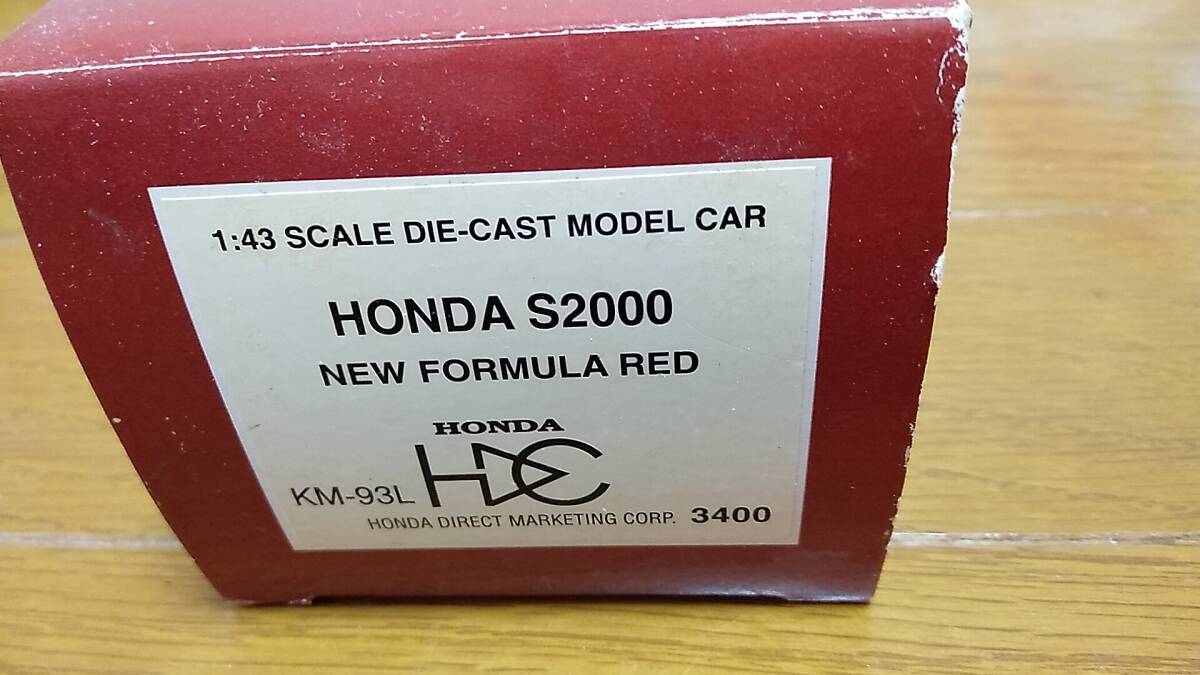 1:43 SCALE DIE-CAST MODEL CAR
HONDA S2000
NEW FORMULA RED
HONDA
HDC
KM-93L
HONDA DIRECT MARKETING CORP. 3400